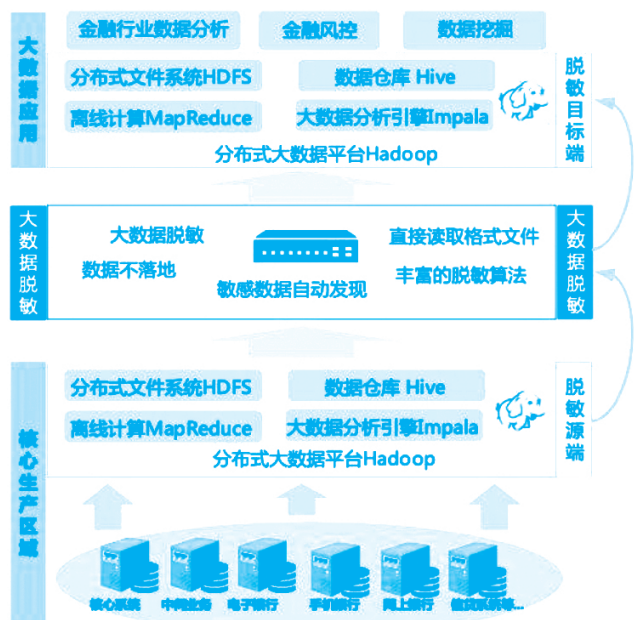 大数据应用
金融行业数据分析
金融风控
数据挖掘
分布式文件系统HDFS
数据仓库 Hive
离线计算MapReduce
大数据分析引擎Impala
分布式大数据平台Hadoop
脱敏目标端
大数据脱敏
大数据脱敏
直接读取格式文件
数据不落地
丰富的脱敏算法
敏感数据自动发现
大数据脱敏
核心生产区域
分布式文件系统HDFS
数据仓库 Hive
离线计算MapReduce
大数据分析引擎Impala
分布式大数据平台Hadoop
脱敏源端
核心系统
中间业务
电子银行
手机银行
网上银行
信贷系统等...